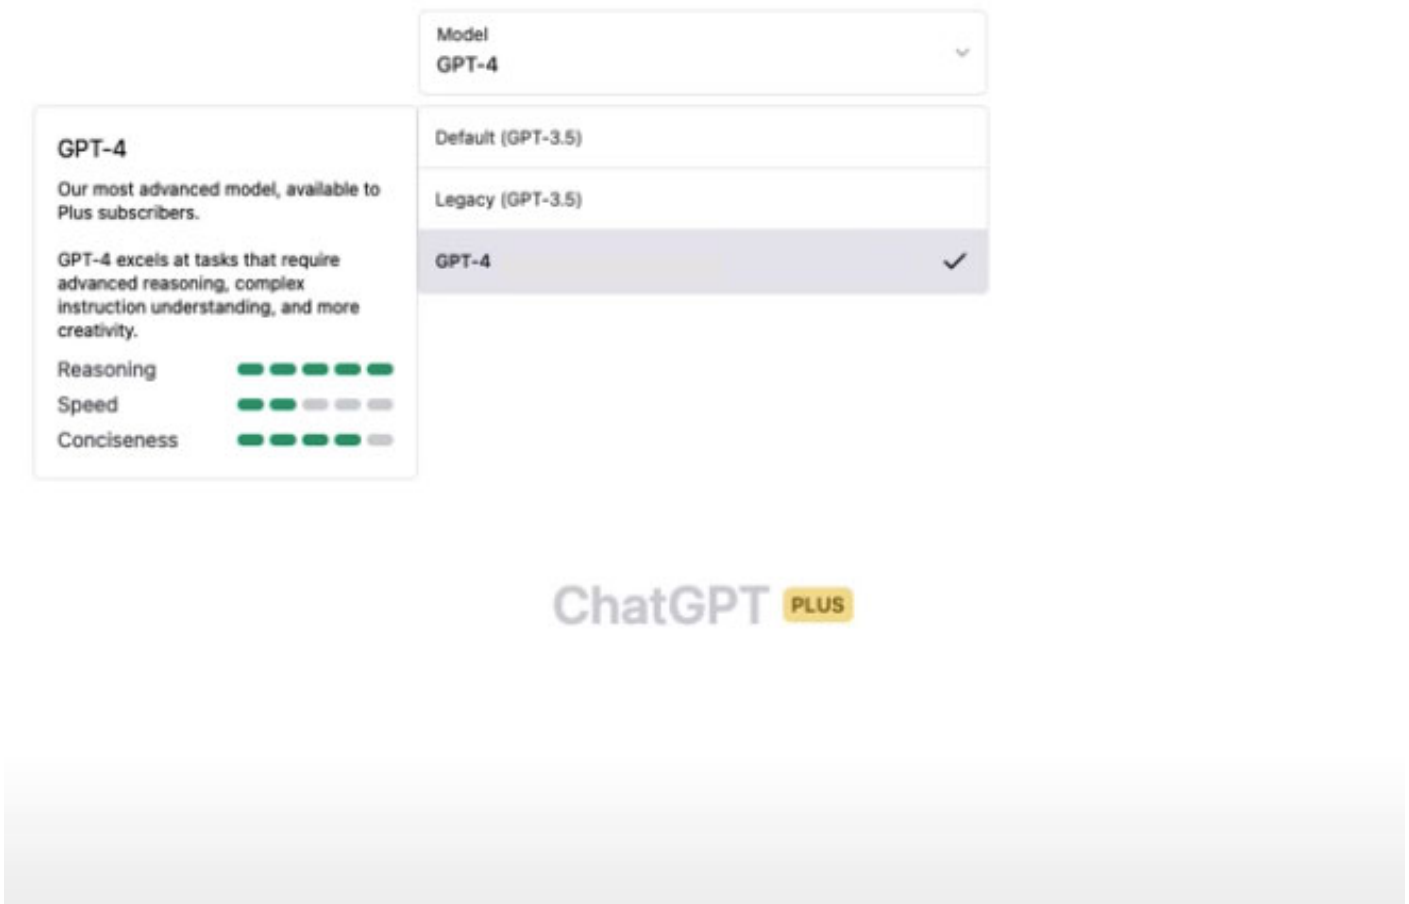 Model
GPT-4
Default (GPT-3.5)
Legacy (GPT-3.5)
GPT-4
GPT-4
Our most advanced model, available to
Plus subscribers.
GPT-4 excels at tasks that require
advanced reasoning, complex
instruction understanding, and more
creativity.
Reasoning
Speed
Conciseness
ChatGPT PLUS